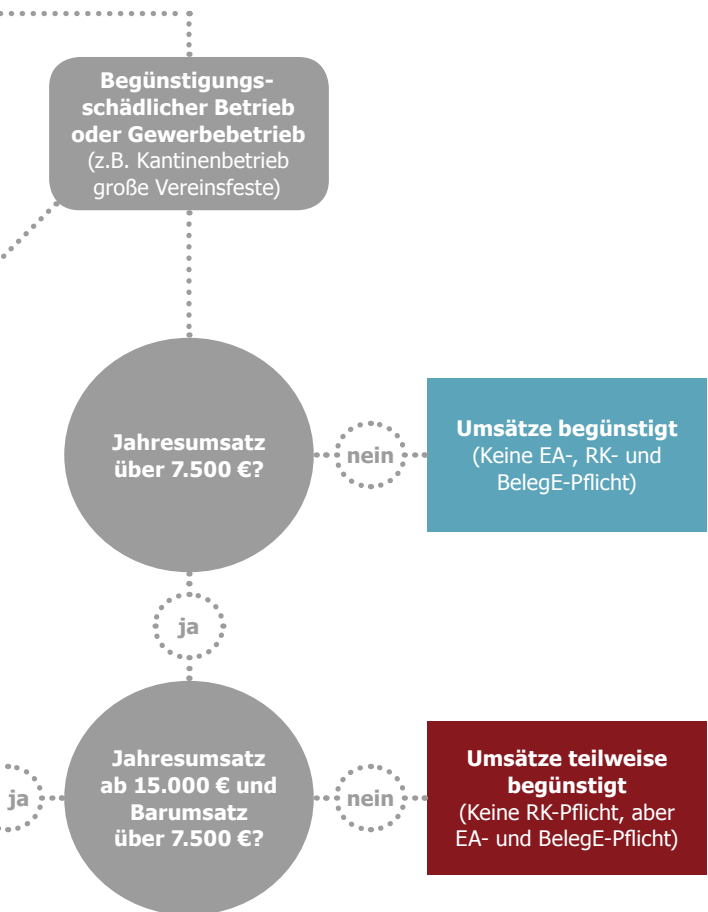 Begünstigungs-
schädlicher Betrieb
oder Gewerbebetrieb
(z.B. Kantinenbetrieb
große Vereinsfeste)
Jahresumsatz
über 7.500 €?
nein
Umsätze begünstigt
(Keine EA-, RK- und
BelegE-Pflicht)
ja
ja
Jahresumsatz
ab 15.000 € und
Barumsatz
über 7.500 €?
nein
Umsätze teilweise
begünstigt
(Keine RK-Pflicht, aber
EA- und BelegE-Pflicht)